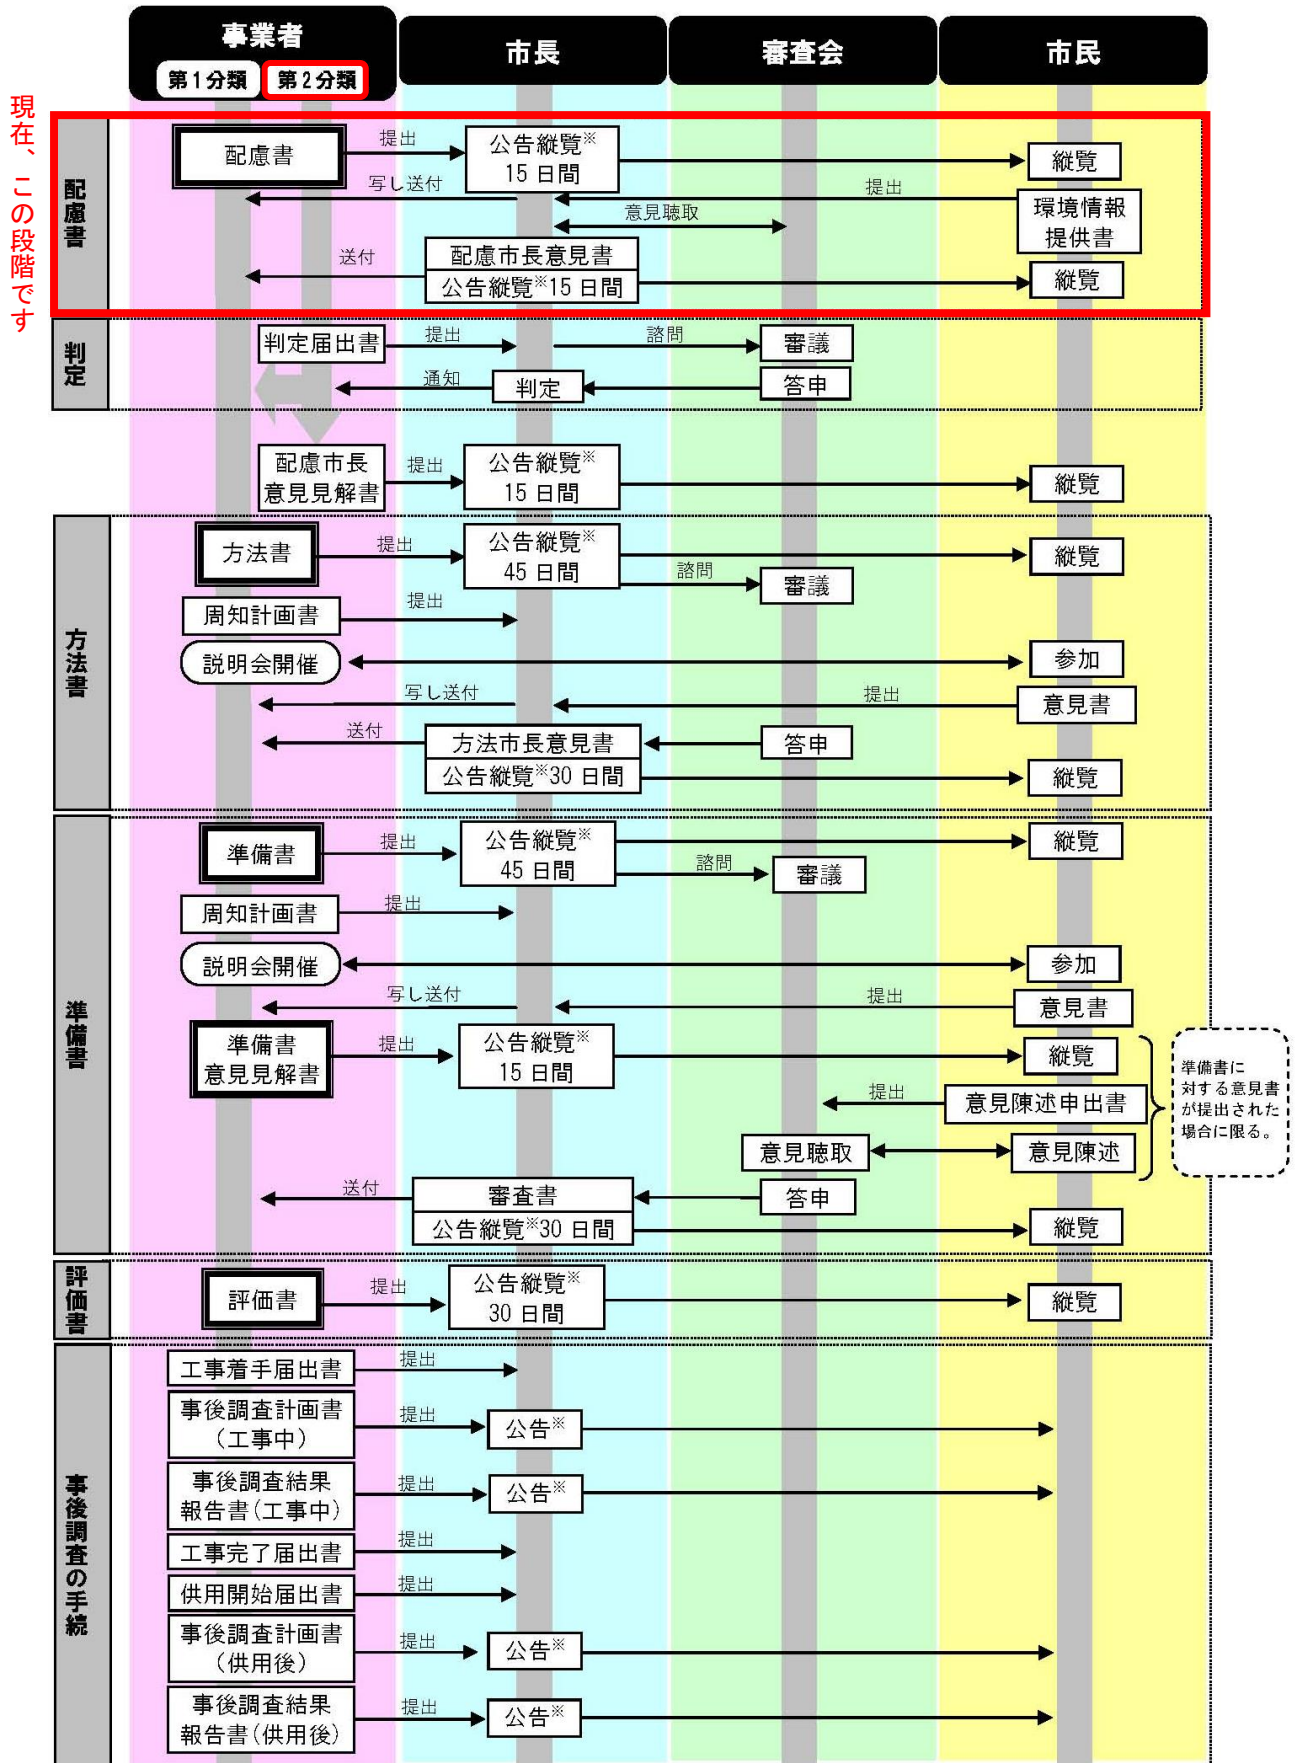 事業者
第1分類
第2分類
市長
審査会
市民
現在、この段階です
配慮書
配慮書
提出
公告縦覧※
15 日間
縦覧
写し送付
提出
環境情報
提供書
意見聴取
送付
配慮市長意見書
公告縦覧※15 日間
縦覧
判定
判定届出書
提出
諮問
審議
通知
判定
答申
配慮市長
意見見解書
提出
公告縦覧※
15 日間
縦覧
方法書
方法書
提出
公告縦覧※
45 日間
縦覧
諮問
審議
周知計画書
提出
説明会開催
参加
写し送付
提出
意見書
送付
方法市長意見書
答申
公告縦覧※30 日間
縦覧
準備書
準備書
提出
公告縦覧※
45 日間
縦覧
諮問
審議
周知計画書
提出
説明会開催
参加
写し送付
提出
意見書
準備書
意見見解書
提出
公告縦覧※
15 日間
縦覧
提出
意見陳述申出書
意見聴取
意見陳述
準備書に
対する意見書
が提出された
場合に限る。
送付
審査書
答申
公告縦覧※30 日間
縦覧
評価書
評価書
提出
公告縦覧※
30 日間
縦覧
事後調査の手続
工事着手届出書
提出
事後調査計画書
(工事中)
提出
公告※
事後調査結果
報告書(工事中)
提出
公告※
工事完了届出書
提出
供用開始届出書
提出
事後調査計画書
(供用後)
提出
公告※
事後調査結果
報告書(供用後)
提出
公告※